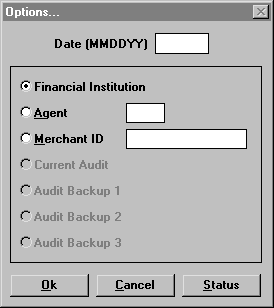 Options...
Date (MMDDYY)
Financial Institution
Agent
Merchant ID
Current Audit
Audit Backup 1
Audit Backup 2
Audit Backup 3
Ok Cancel Status